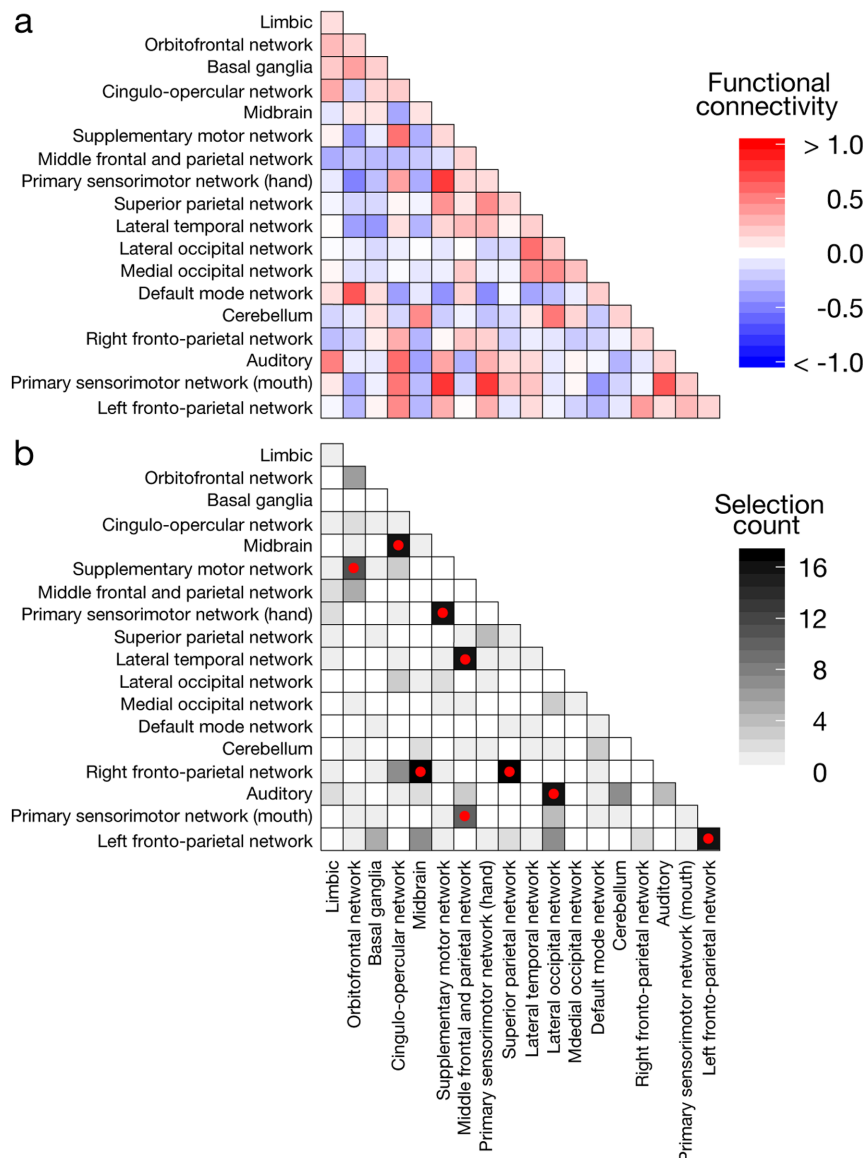 a
Limbic
Orbitofrontal network
Basal ganglia
Cingulo-opercular network
Midbrain
Supplementary motor network
Middle frontal and parietal network
Primary sensorimotor network (hand)
Superior parietal network
Lateral temporal network
Lateral occipital network
Medial occipital network
Default mode network
Cerebellum
Right fronto-parietal network
Auditory
Primary sensorimotor network (mouth)
Left fronto-parietal network
Functional
connectivity
> 1.0
0.5
0.0
-0.5
< -1.0
b
Limbic
Orbitofrontal network
Basal ganglia
Cingulo-opercular network
Midbrain
Supplementary motor network
Middle frontal and parietal network
Primary sensorimotor network (hand)
Superior parietal network
Lateral temporal network
Lateral occipital network
Medial occipital network
Default mode network
Cerebellum
Right fronto-parietal network
Auditory
Primary sensorimotor network (mouth)
Left fronto-parietal network
Selection
count
16
12
8
4
0
Limbic
Orbitofrontal network
Basal ganglia
Cingulo-opercular network
Midbrain
Supplementary motor network
Middle frontal and parietal network
Primary sensorimotor network (hand)
Superior parietal network
Lateral temporal network
Lateral occipital network
Mdedial occipital network
Default mode network
Cerebellum
Right fronto-parietal network
Auditory
Primary sensorimotor network (mouth)
Left fronto-parietal network